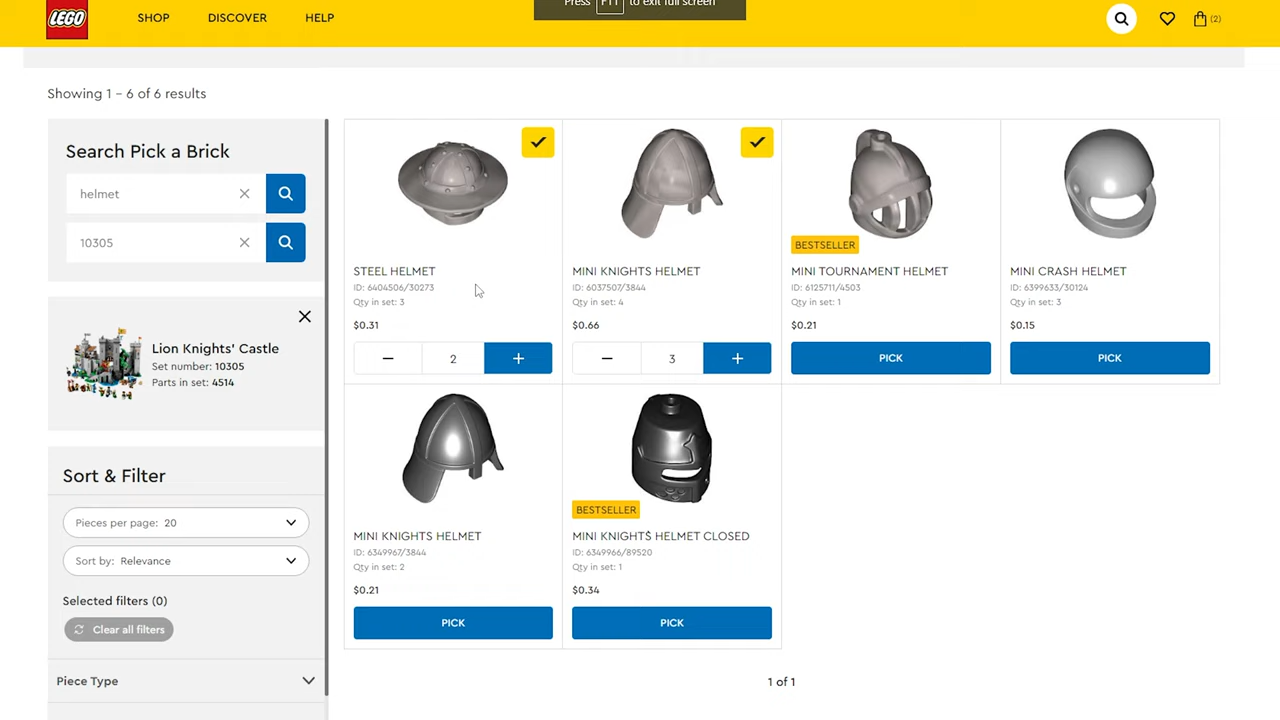 Press F11 to exit full screen
LEGO
SHOP
DISCOVER
HELP
(2)
Showing 1 - 6 of 6 results
Search Pick a Brick
helmet
10305
Lion Knights' Castle
Set number: 10305
Parts in set: 4514
Sort & Filter
Pieces per page: 20
Sort by: Relevance
Selected filters (0)
Clear all filters
Piece Type
STEEL HELMET
ID: 6404506/30273
Qty in set: 3
$0.31
2
MINI KNIGHTS HELMET
ID: 6037507/3844
Qty in set: 4
$0.66
3
BESTSELLER
MINI TOURNAMENT HELMET
ID: 6125711/4503
Qty in set: 1
$0.21
PICK
MINI CRASH HELMET
ID: 6399633/30124
Qty in set: 3
$0.15
PICK
MINI KNIGHTS HELMET
ID: 6349967/3844
Qty in set: 2
$0.21
PICK
BESTSELLER
MINI KNIGHT$ HELMET CLOSED
ID: 6349966/89520
Qty in set: 1
$0.34
PICK
1 of 1